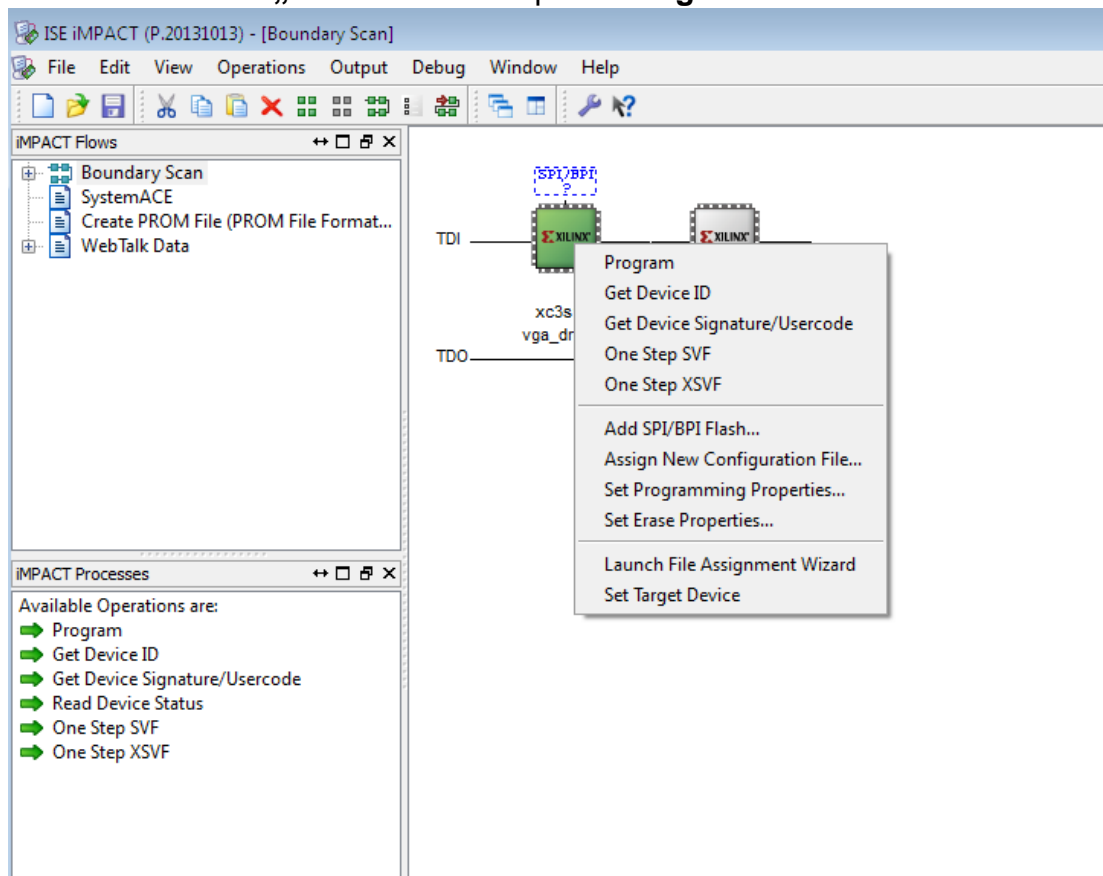 ISE iMPACT (P.20131013) - [Boundary Scan]
File Edit View Operations Output Debug Window Help
iMPACT Flows
Boundary Scan
SystemACE
Create PROM File (PROM File Format...
WebTalk Data
SPI/BPI
?
TDI
XILINX
XILINX
xc3s
vga_dr
TDO
Program
Get Device ID
Get Device Signature/Usercode
One Step SVF
One Step XSVF
Add SPI/BPI Flash...
Assign New Configuration File...
Set Programming Properties...
Set Erase Properties...
Launch File Assignment Wizard
Set Target Device
iMPACT Processes
Available Operations are:
Program
Get Device ID
Get Device Signature/Usercode
Read Device Status
One Step SVF
One Step XSVF